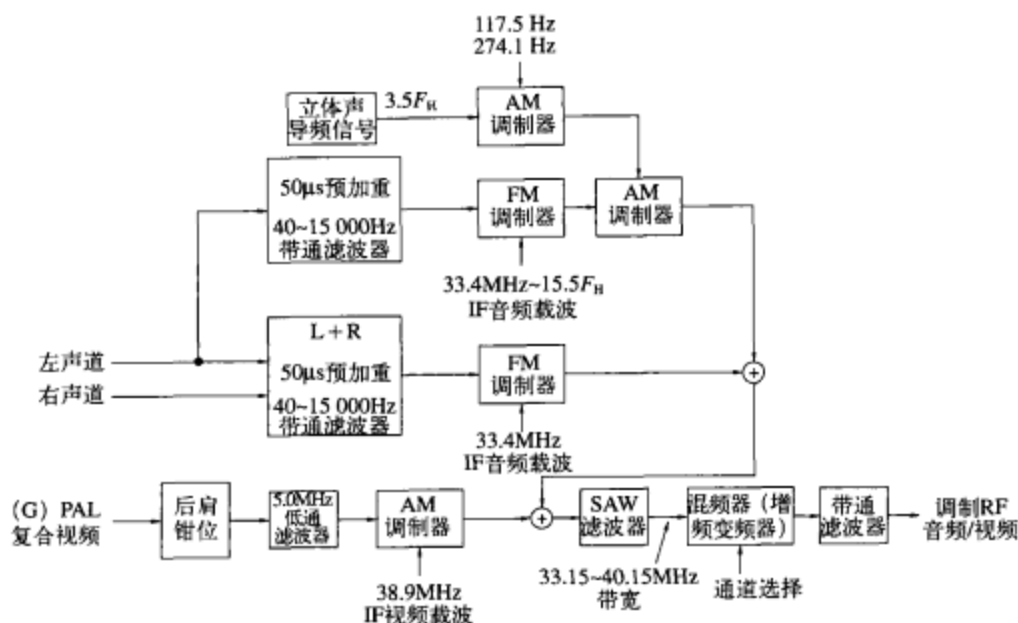 117.5 Hz
274.1 Hz
立体声
导频信号
3.5F_H
AM
调制器
50μs预加重
40~15 000Hz
带通滤波器
FM
调制器
AM
调制器
33.4MHz~15.5F_H
IF音频载波
左声道
右声道
L+R
50μs预加重
40~15 000Hz
带通滤波器
FM
调制器
33.4MHz
IF音频载波
(G) PAL
复合视频
后肩
钳位
5.0MHz
低通
滤波器
AM
调制器
38.9MHz
IF视频载波
SAW
滤波器
33.15~40.15MHz
带宽
混频器(增
频变频器)
通道选择
带通
滤波器
调制RF
音频/视频